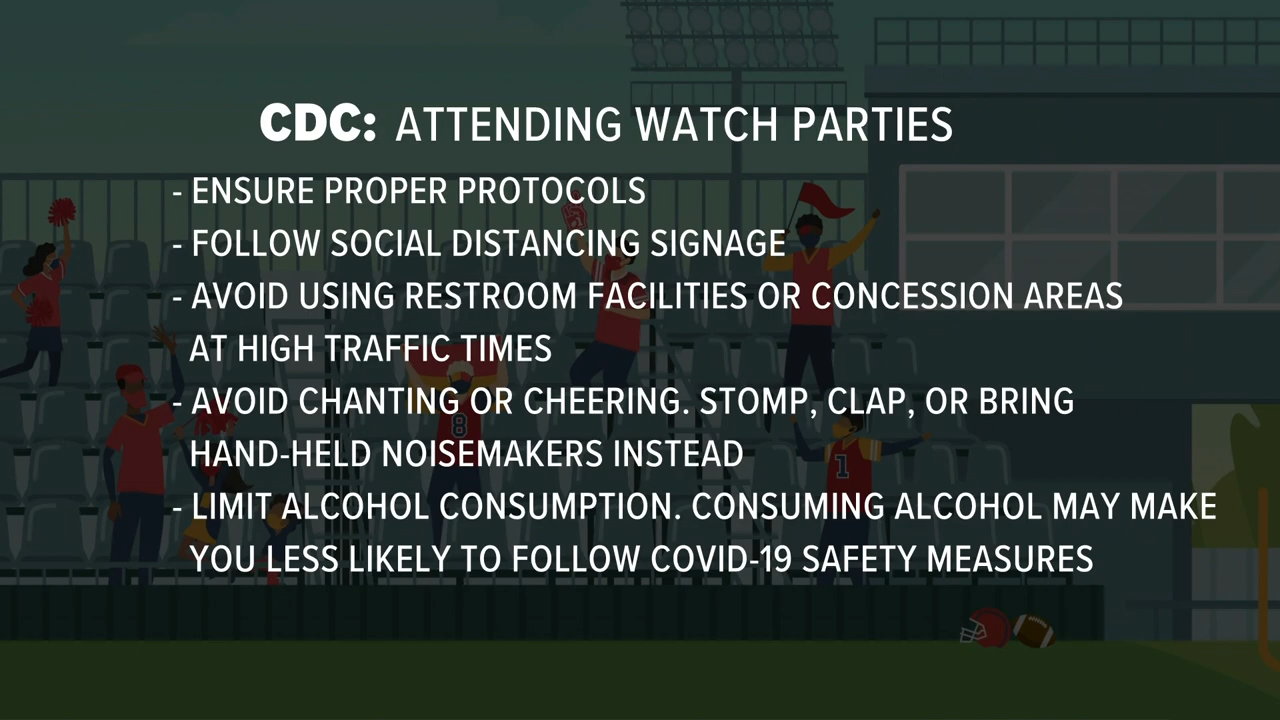 CDC: ATTENDING WATCH PARTIES
- ENSURE PROPER PROTOCOLS
- FOLLOW SOCIAL DISTANCING SIGNAGE
- AVOID USING RESTROOM FACILITIES OR CONCESSION AREAS
AT HIGH TRAFFIC TIMES
- AVOID CHANTING OR CHEERING. STOMP, CLAP, OR BRING
HAND-HELD NOISEMAKERS INSTEAD
- LIMIT ALCOHOL CONSUMPTION. CONSUMING ALCOHOL MAY MAKE
YOU LESS LIKELY TO FOLLOW COVID-19 SAFETY MEASURES
8
1